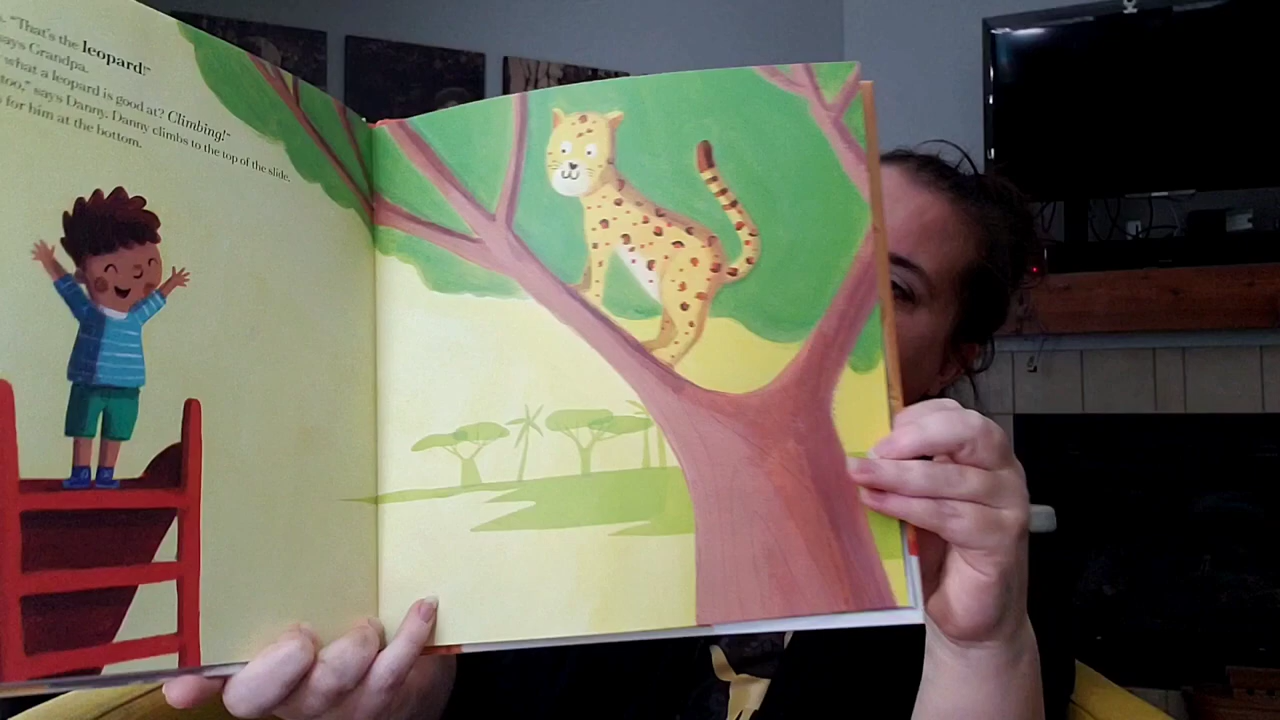 "That's the leopard!"
says Grandpa.
what a leopard is good at? Climbing!"
too," says Danny. Danny climbs to the top of the slide.
for him at the bottom.